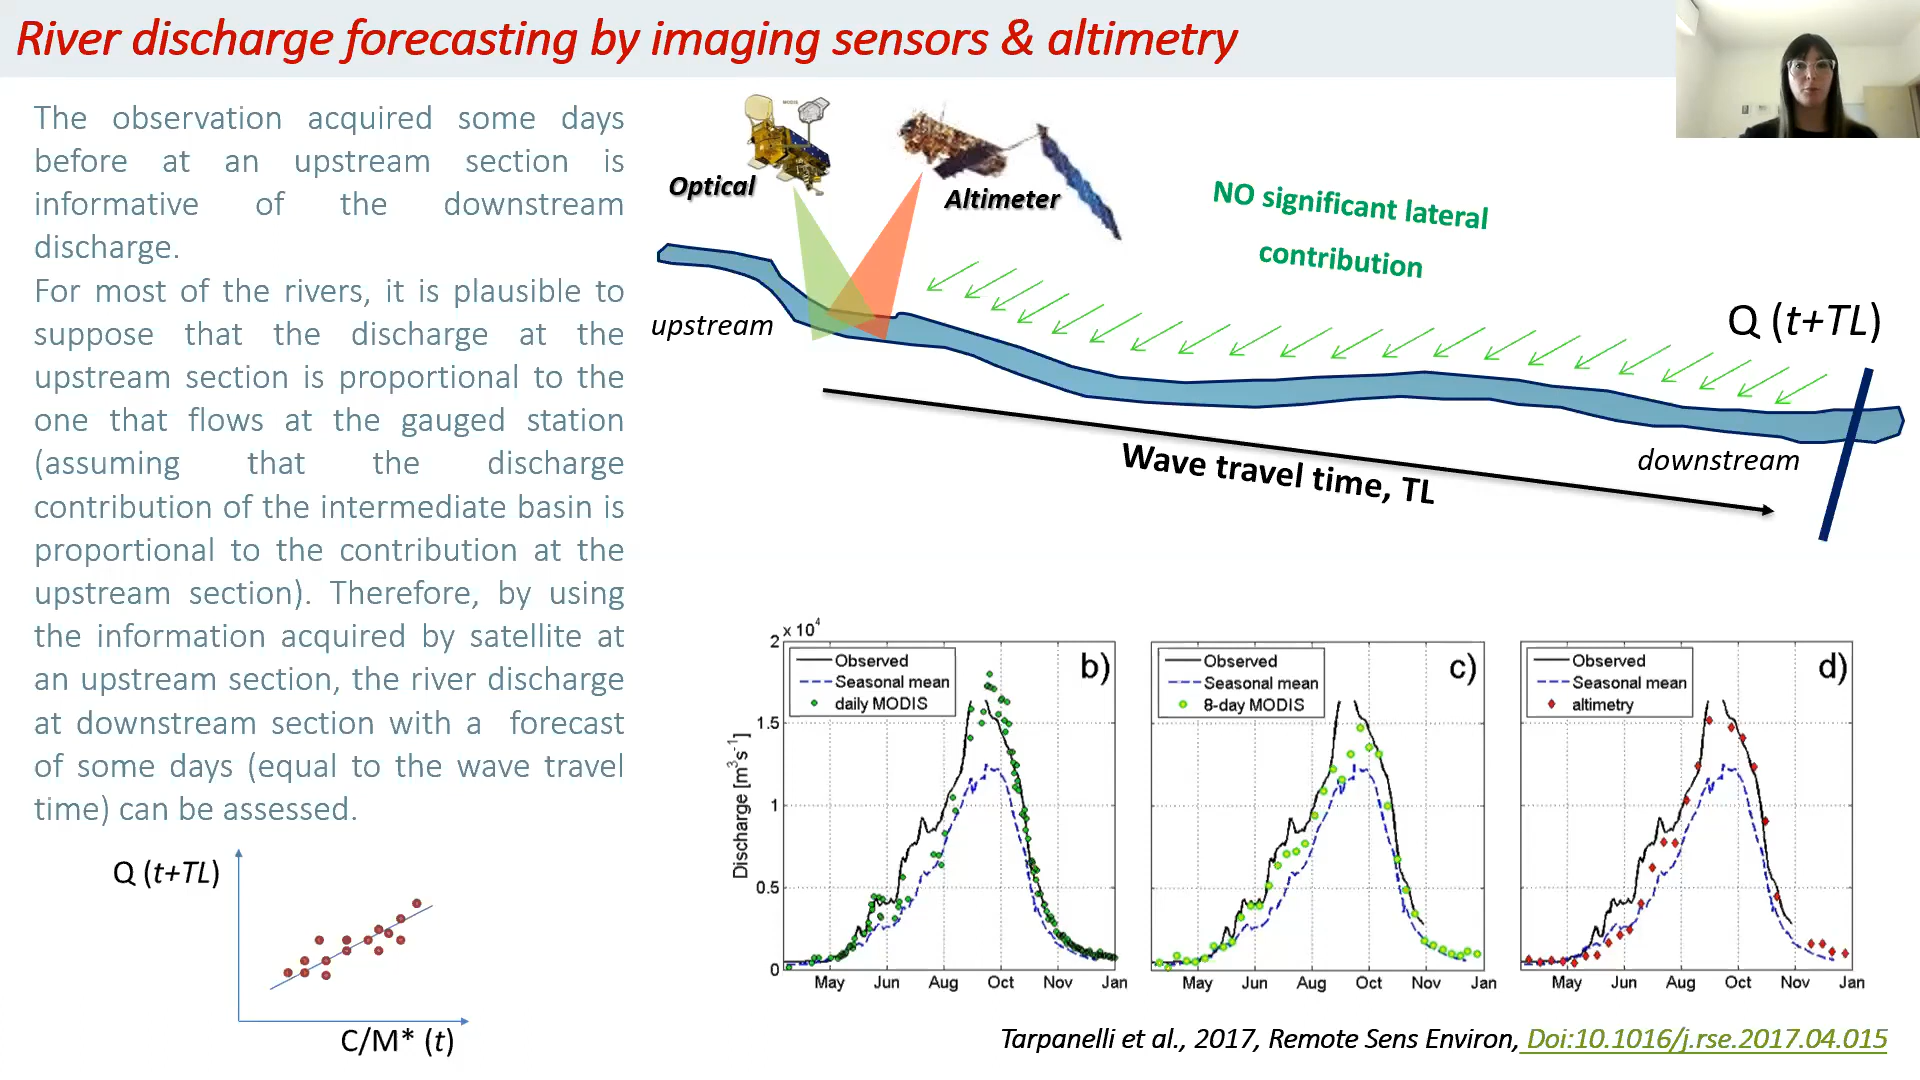 River discharge forecasting by imaging sensors & altimetry
The observation acquired some days
before at an upstream section is
informative of the downstream
discharge.
For most of the rivers, it is plausible to
suppose that the discharge at the
upstream section is proportional to the
one that flows at the gauged station
(assuming that the discharge
contribution of the intermediate basin is
proportional to the contribution at the
upstream section). Therefore, by using
the information acquired by satellite at
an upstream section, the river discharge
at downstream section with a forecast
of some days (equal to the wave travel
time) can be assessed.
Q (t+TL)
C/M* (t)
MODIS
Optical
Altimeter
NO significant lateral
contribution
upstream
Q (t+TL)
downstream
Wave travel time, TL
x 10⁴
2
1.5
1
0.5
0
Discharge [m³s⁻¹]
Observed
Seasonal mean
daily MODIS
b)
May Jun Aug Oct Nov Jan
Observed
Seasonal mean
8-day MODIS
c)
May Jun Aug Oct Nov Jan
Observed
Seasonal mean
altimetry
d)
May Jun Aug Oct Nov Jan
Tarpanelli et al., 2017, Remote Sens Environ, Doi:10.1016/j.rse.2017.04.015